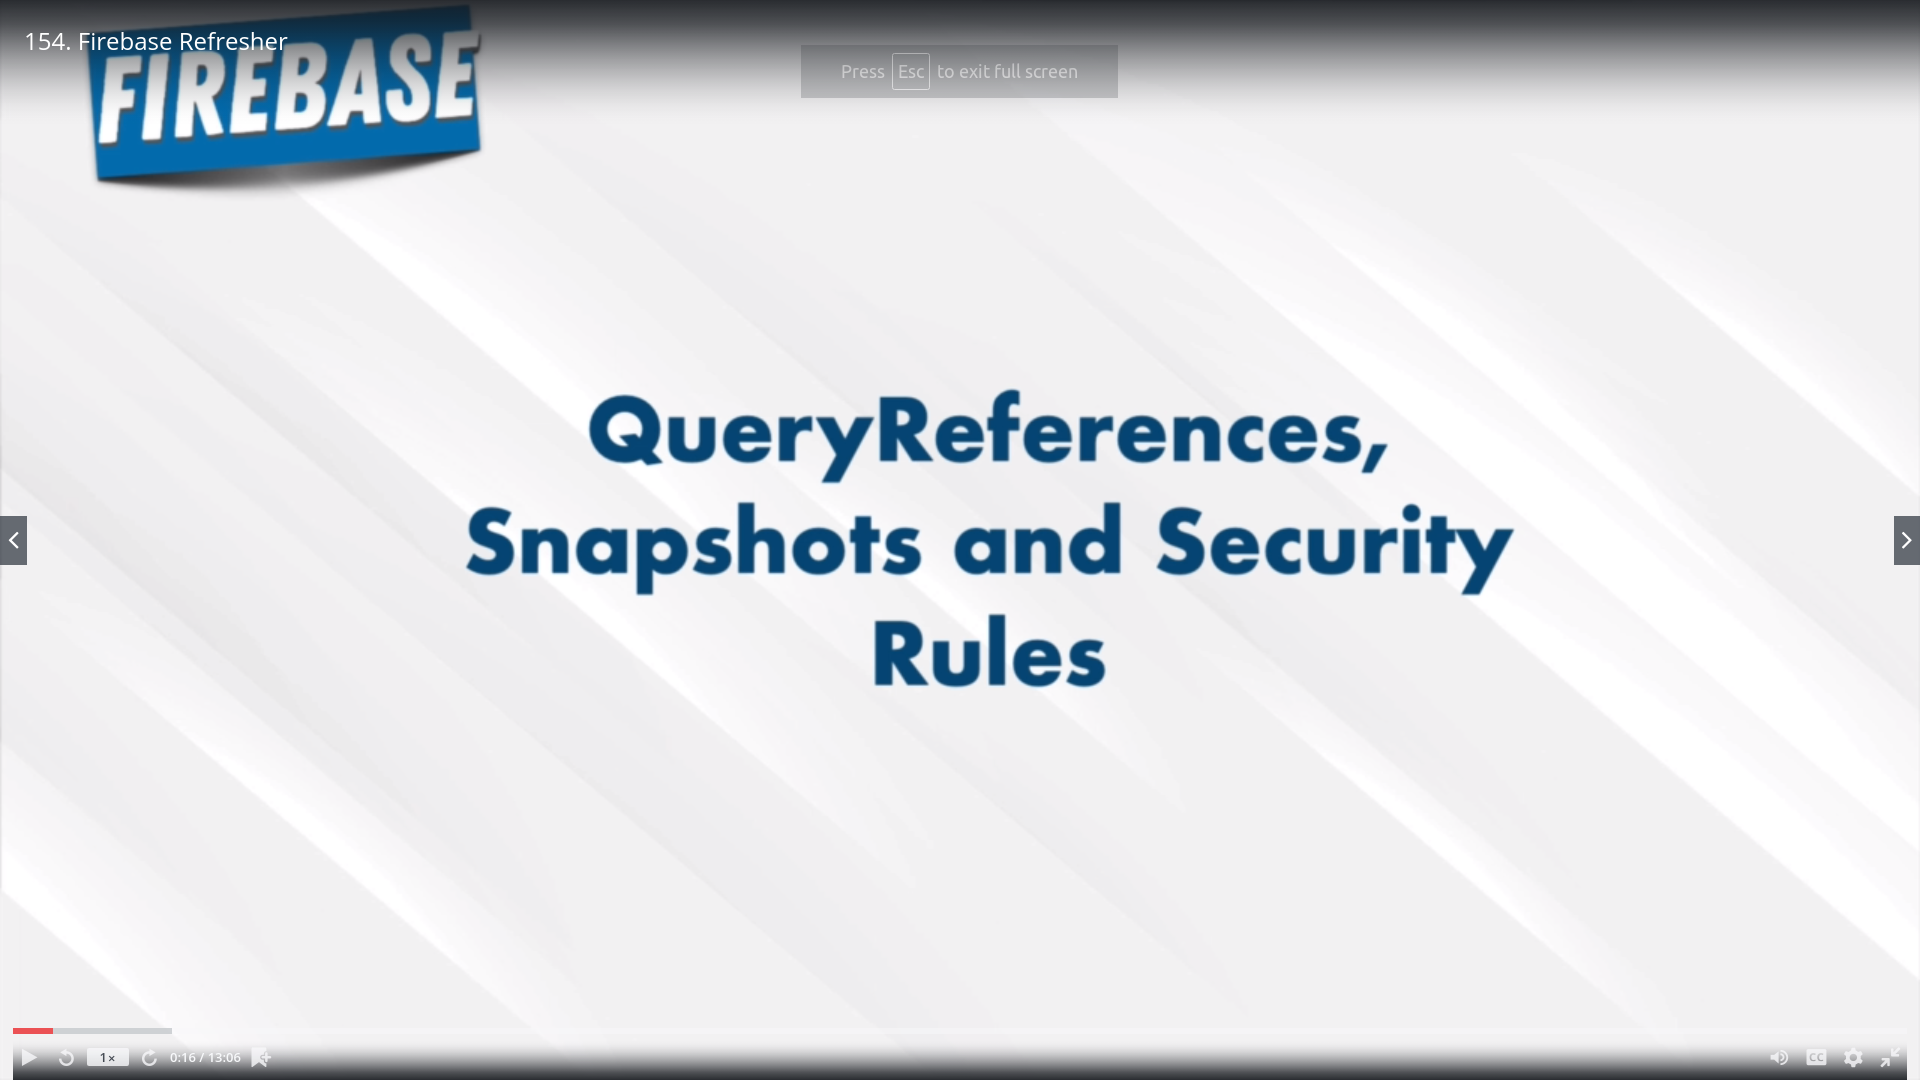 154. Firebase Refresher
FIREBASE
Press Esc to exit full screen
QueryReferences,
Snapshots and Security
Rules
1×
0:16 / 13:06
CC